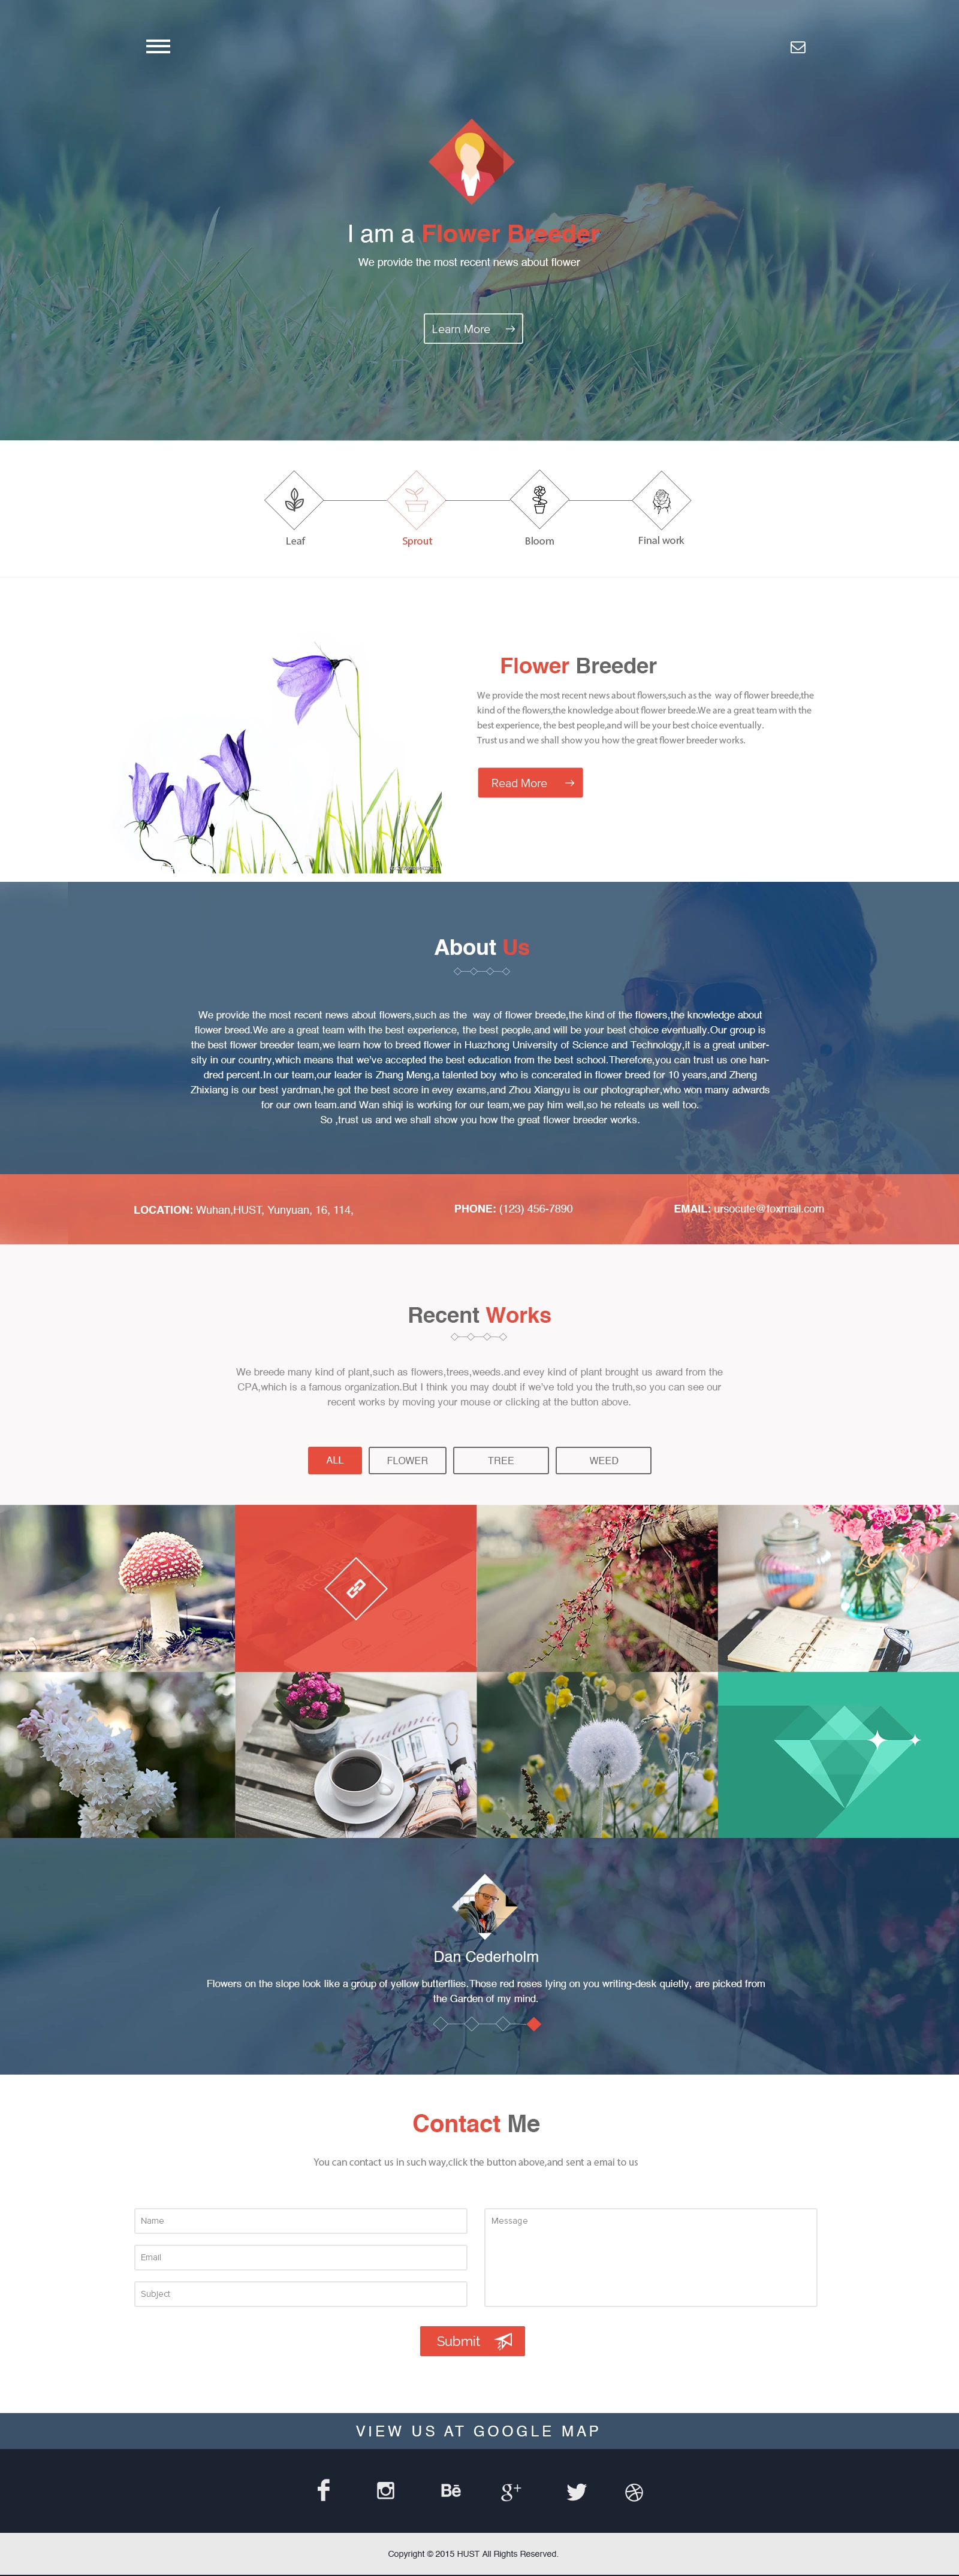 I am a Flower Breeder
We provide the most recent news about flower
Learn More
Leaf
Sprout
Bloom
Final work
Flower Breeder
We provide the most recent news about flowers,such as the  way of flower breede,the
kind of the flowers,the knowledge about flower breede.We are a great team with the
best experience, the best people,and will be your best choice eventually.
Trust us and we shall show you how the great flower breeder works.
Read More
About Us
We provide the most recent news about flowers,such as the  way of flower breede,the kind of the flowers,the knowledge about
flower breed.We are a great team with the best experience, the best people,and will be your best choice eventually.Our group is
the best flower breeder team,we learn how to breed flower in Huazhong University of Science and Technology,it is a great uniber-
sity in our country,which means that we've accepted the best education from the best school.Therefore,you can trust us one han-
dred percent.In our team,our leader is Zhang Meng,a talented boy who is concerated in flower breed for 10 years,and Zheng
Zhixiang is our best yardman,he got the best score in evey exams,and Zhou Xiangyu is our photographer,who won many adwards
for our own team.and Wan shiqi is working for our team,we pay him well,so he reteats us well too.
So ,trust us and we shall show you how the great flower breeder works.
LOCATION: Wuhan,HUST, Yunyuan, 16, 114,
PHONE: (123) 456-7890
EMAIL: ursocute@foxmail.com
Recent Works
We breede many kind of plant,such as flowers,trees,weeds.and evey kind of plant brought us award from the
CPA,which is a famous organization.But I think you may doubt if we've told you the truth,so you can see our
recent works by moving your mouse or clicking at the button above.
ALL
FLOWER
TREE
WEED
Dan Cederholm
Flowers on the slope look like a group of yellow butterflies.Those red roses lying on you writing-desk quietly, are picked from
the Garden of my mind.
Contact Me
You can contact us in such way,click the button above,and sent a emai to us
Name
Email
Subject
Message
Submit
VIEW US AT GOOGLE MAP
Bē
g+
Copyright © 2015 HUST All Rights Reserved.